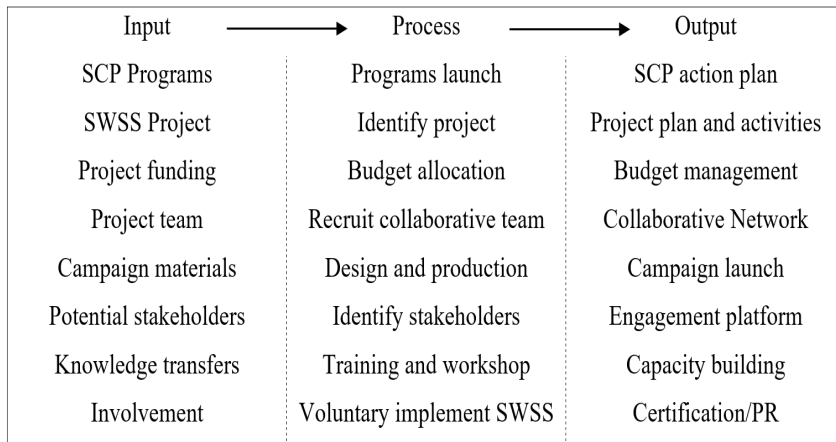 Input Process Output
SCP Programs Programs launch SCP action plan
SWSS Project Identify project Project plan and activities
Project funding Budget allocation Budget management
Project team Recruit collaborative team Collaborative Network
Campaign materials Design and production Campaign launch
Potential stakeholders Identify stakeholders Engagement platform
Knowledge transfers Training and workshop Capacity building
Involvement Voluntary implement SWSS Certification/PR